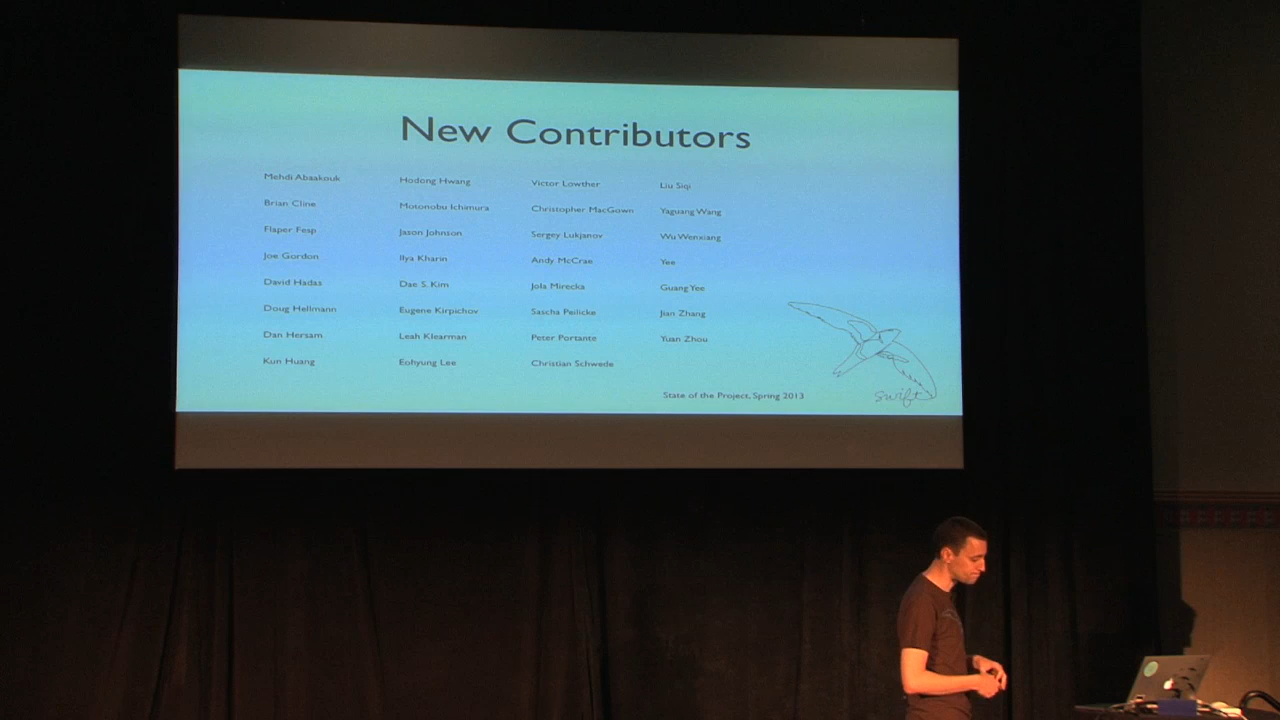 New Contributors
Mehdi Abaakouk
Brian Cline
Flaper Fesp
Joe Gordon
David Hadas
Doug Hellmann
Dan Hersam
Kun Huang
Hodong Hwang
Motonobu Ichimura
Jason Johnson
Ilya Kharin
Dae S. Kim
Eugene Kirpichov
Leah Klearman
Eohyung Lee
Victor Lowther
Christopher MacGown
Sergey Lukjanov
Andy McCrae
Jola Mirecka
Sascha Peilicke
Peter Portante
Christian Schwede
Liu Siqi
Yaguang Wang
Wu Wenxiang
Yee
Guang Yee
Jian Zhang
Yuan Zhou
State of the Project, Spring 2013
swift